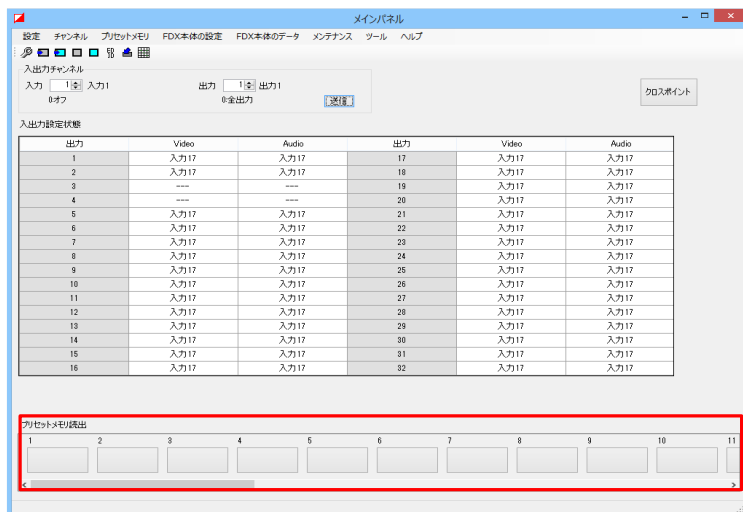 メインパネル
設定 チャンネル プリセットメモリ FDX本体の設定 FDX本体のデータ メンテナンス ツール ヘルプ
入出力チャンネル
入力 1 入力1 出力 1 出力1
0:オフ 0:全出力 送信
クロスポイント
入出力設定状態
出力 Video Audio 出力 Video Audio
1 入力17 入力17 17 入力17 入力17
2 入力17 入力17 18 入力17 入力17
3 --- --- 19 入力17 入力17
4 --- --- 20 入力17 入力17
5 入力17 入力17 21 入力17 入力17
6 入力17 入力17 22 入力17 入力17
7 入力17 入力17 23 入力17 入力17
8 入力17 入力17 24 入力17 入力17
9 入力17 入力17 25 入力17 入力17
10 入力17 入力17 26 入力17 入力17
11 入力17 入力17 27 入力17 入力17
12 入力17 入力17 28 入力17 入力17
13 入力17 入力17 29 入力17 入力17
14 入力17 入力17 30 入力17 入力17
15 入力17 入力17 31 入力17 入力17
16 入力17 入力17 32 入力17 入力17
プリセットメモリ読出
1 2 3 4 5 6 7 8 9 10 11